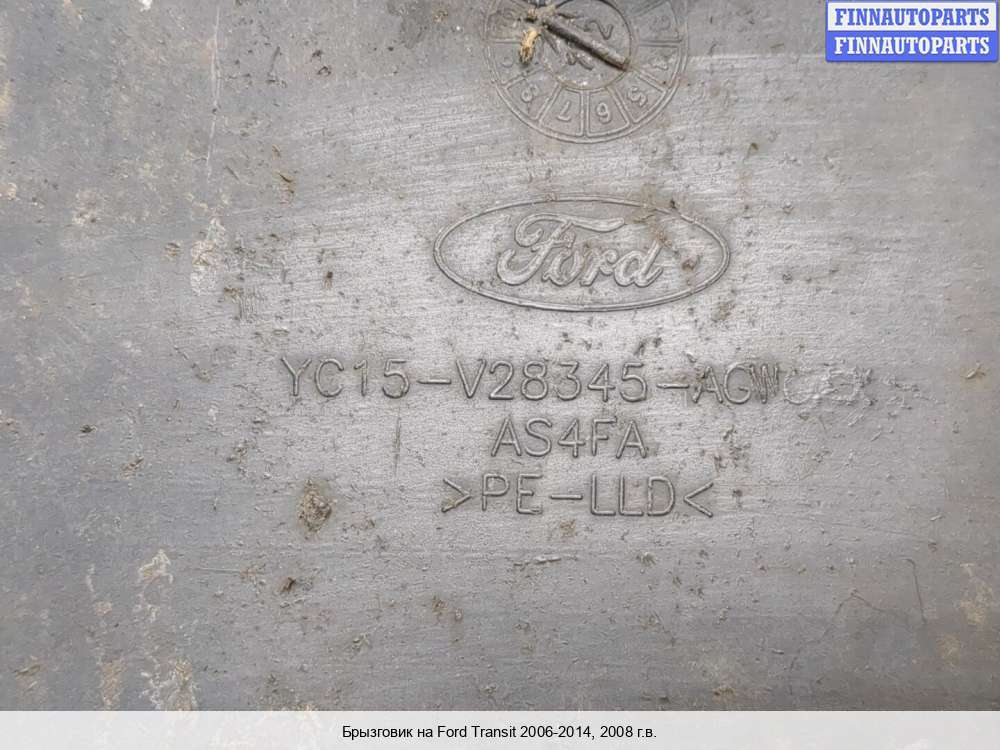 FINNAUTOPARTS
FINNAUTOPARTS
Ford
YC15-V28345-AGW
AS4FA
>PE-LLD<
Брызговик на Ford Transit 2006-2014, 2008 г.в.